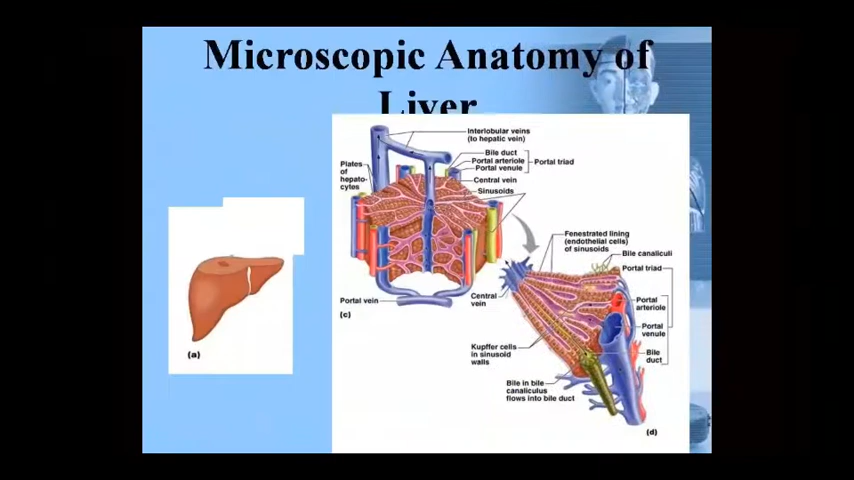 Microscopic Anatomy of
Liver
Interlobular veins
(to hepatic vein)
Bile duct
Portal arteriole
Portal venule
Portal triad
Plates
of
hepato-
cytes
Central vein
Sinusoids
Portal vein
(c)
Central
vein
Fenestrated lining
(endothelial cells)
of sinusoids
Bile canaliculi
Portal triad
Portal
arteriole
Portal
venule
Bile
duct
Kupffer cells
in sinusoid
walls
Bile in bile
canaliculus
flows into bile duct
(d)
(a)